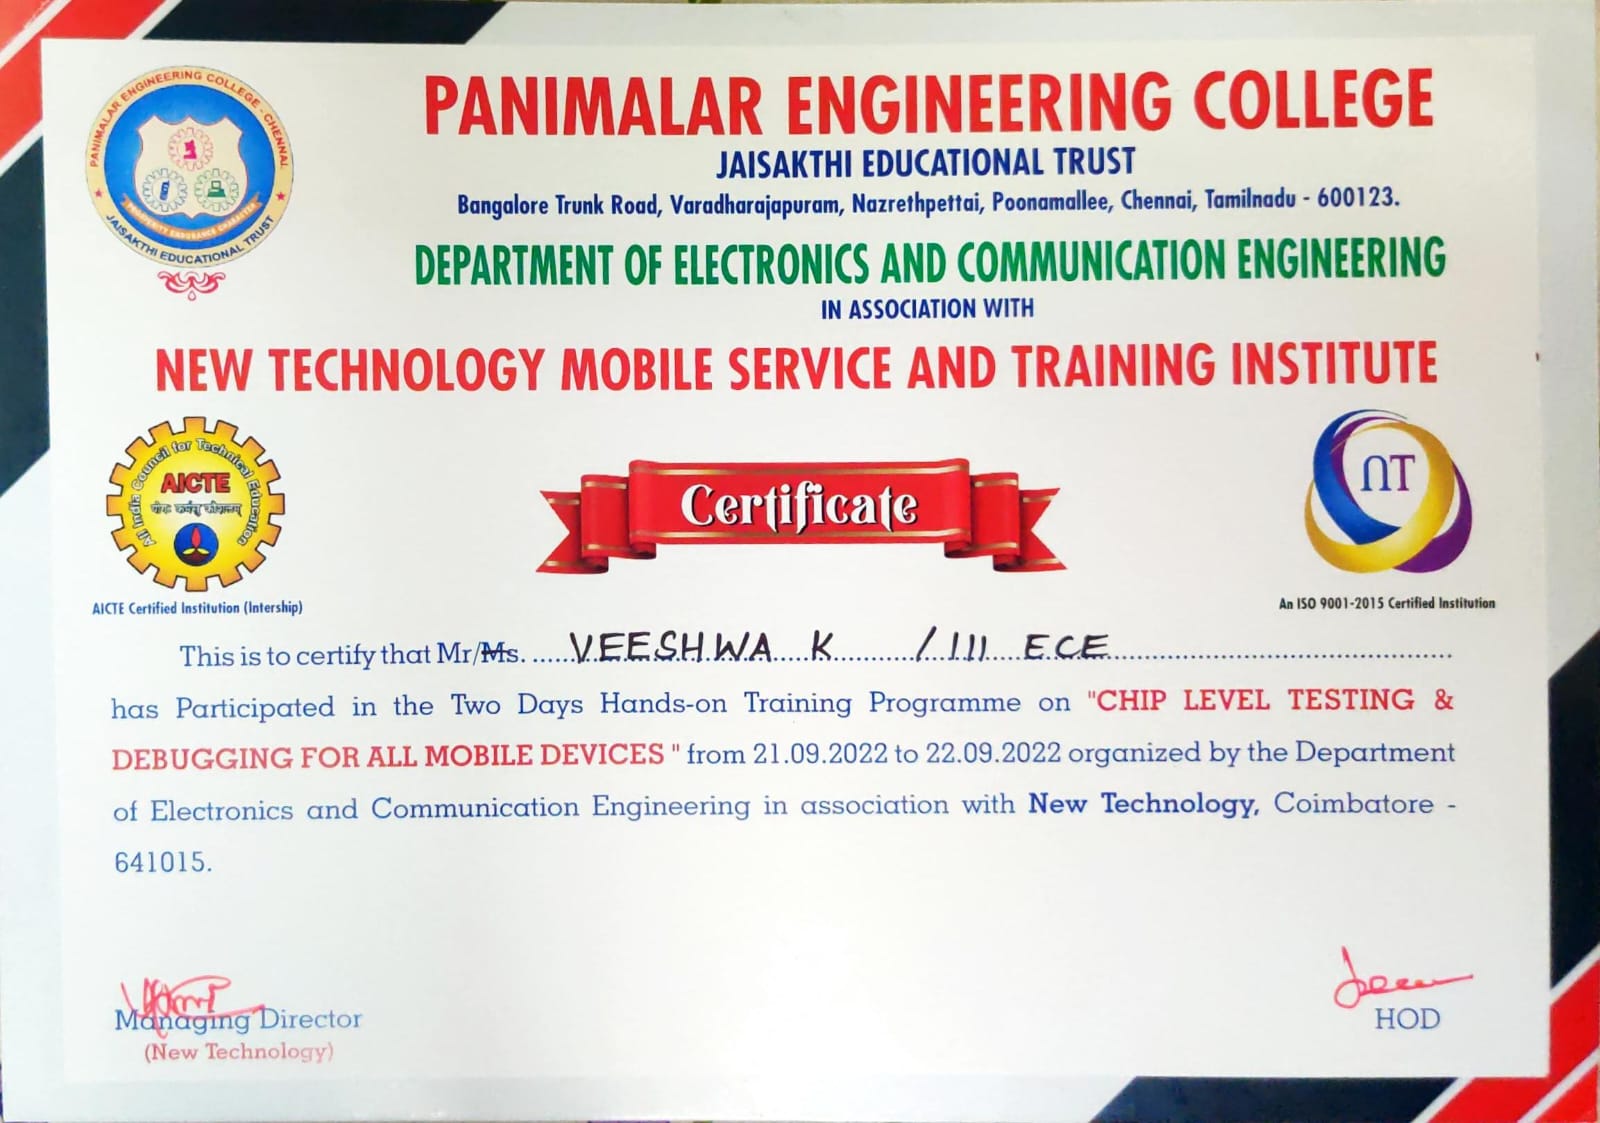 PANIMALAR ENGINEERING COLLEGE - CHENNAI
PROSPERITY ENDURANCE CHARACTER
JAISAKTHI EDUCATIONAL TRUST
PANIMALAR ENGINEERING COLLEGE
JAISAKTHI EDUCATIONAL TRUST
Bangalore Trunk Road, Varadharajapuram, Nazrethpettai, Poonamallee, Chennai, Tamilnadu - 600123.
DEPARTMENT OF ELECTRONICS AND COMMUNICATION ENGINEERING
IN ASSOCIATION WITH
NEW TECHNOLOGY MOBILE SERVICE AND TRAINING INSTITUTE
All India Council for Technical Education
AICTE
योगः कर्मसु कौशलम्
AICTE Certified Institution (Intership)
Certificate
nT
An ISO 9001-2015 Certified Institution
This is to certify that Mr/Ms. VEESHWA K / III ECE
has Participated in the Two Days Hands-on Training Programme on "CHIP LEVEL TESTING &
DEBUGGING FOR ALL MOBILE DEVICES " from 21.09.2022 to 22.09.2022 organized by the Department
of Electronics and Communication Engineering in association with New Technology, Coimbatore -
641015.
Managing Director
(New Technology)
HOD